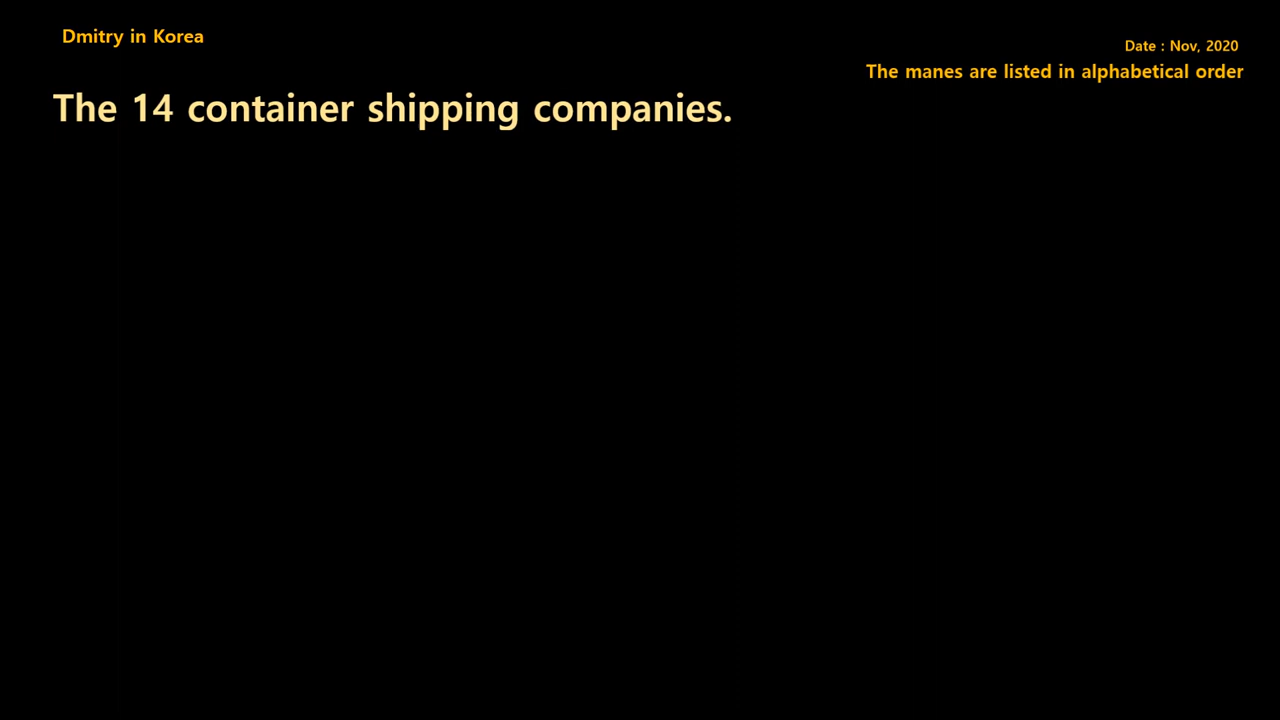 Dmitry in Korea
Date : Nov, 2020
The manes are listed in alphabetical order
The 14 container shipping companies.